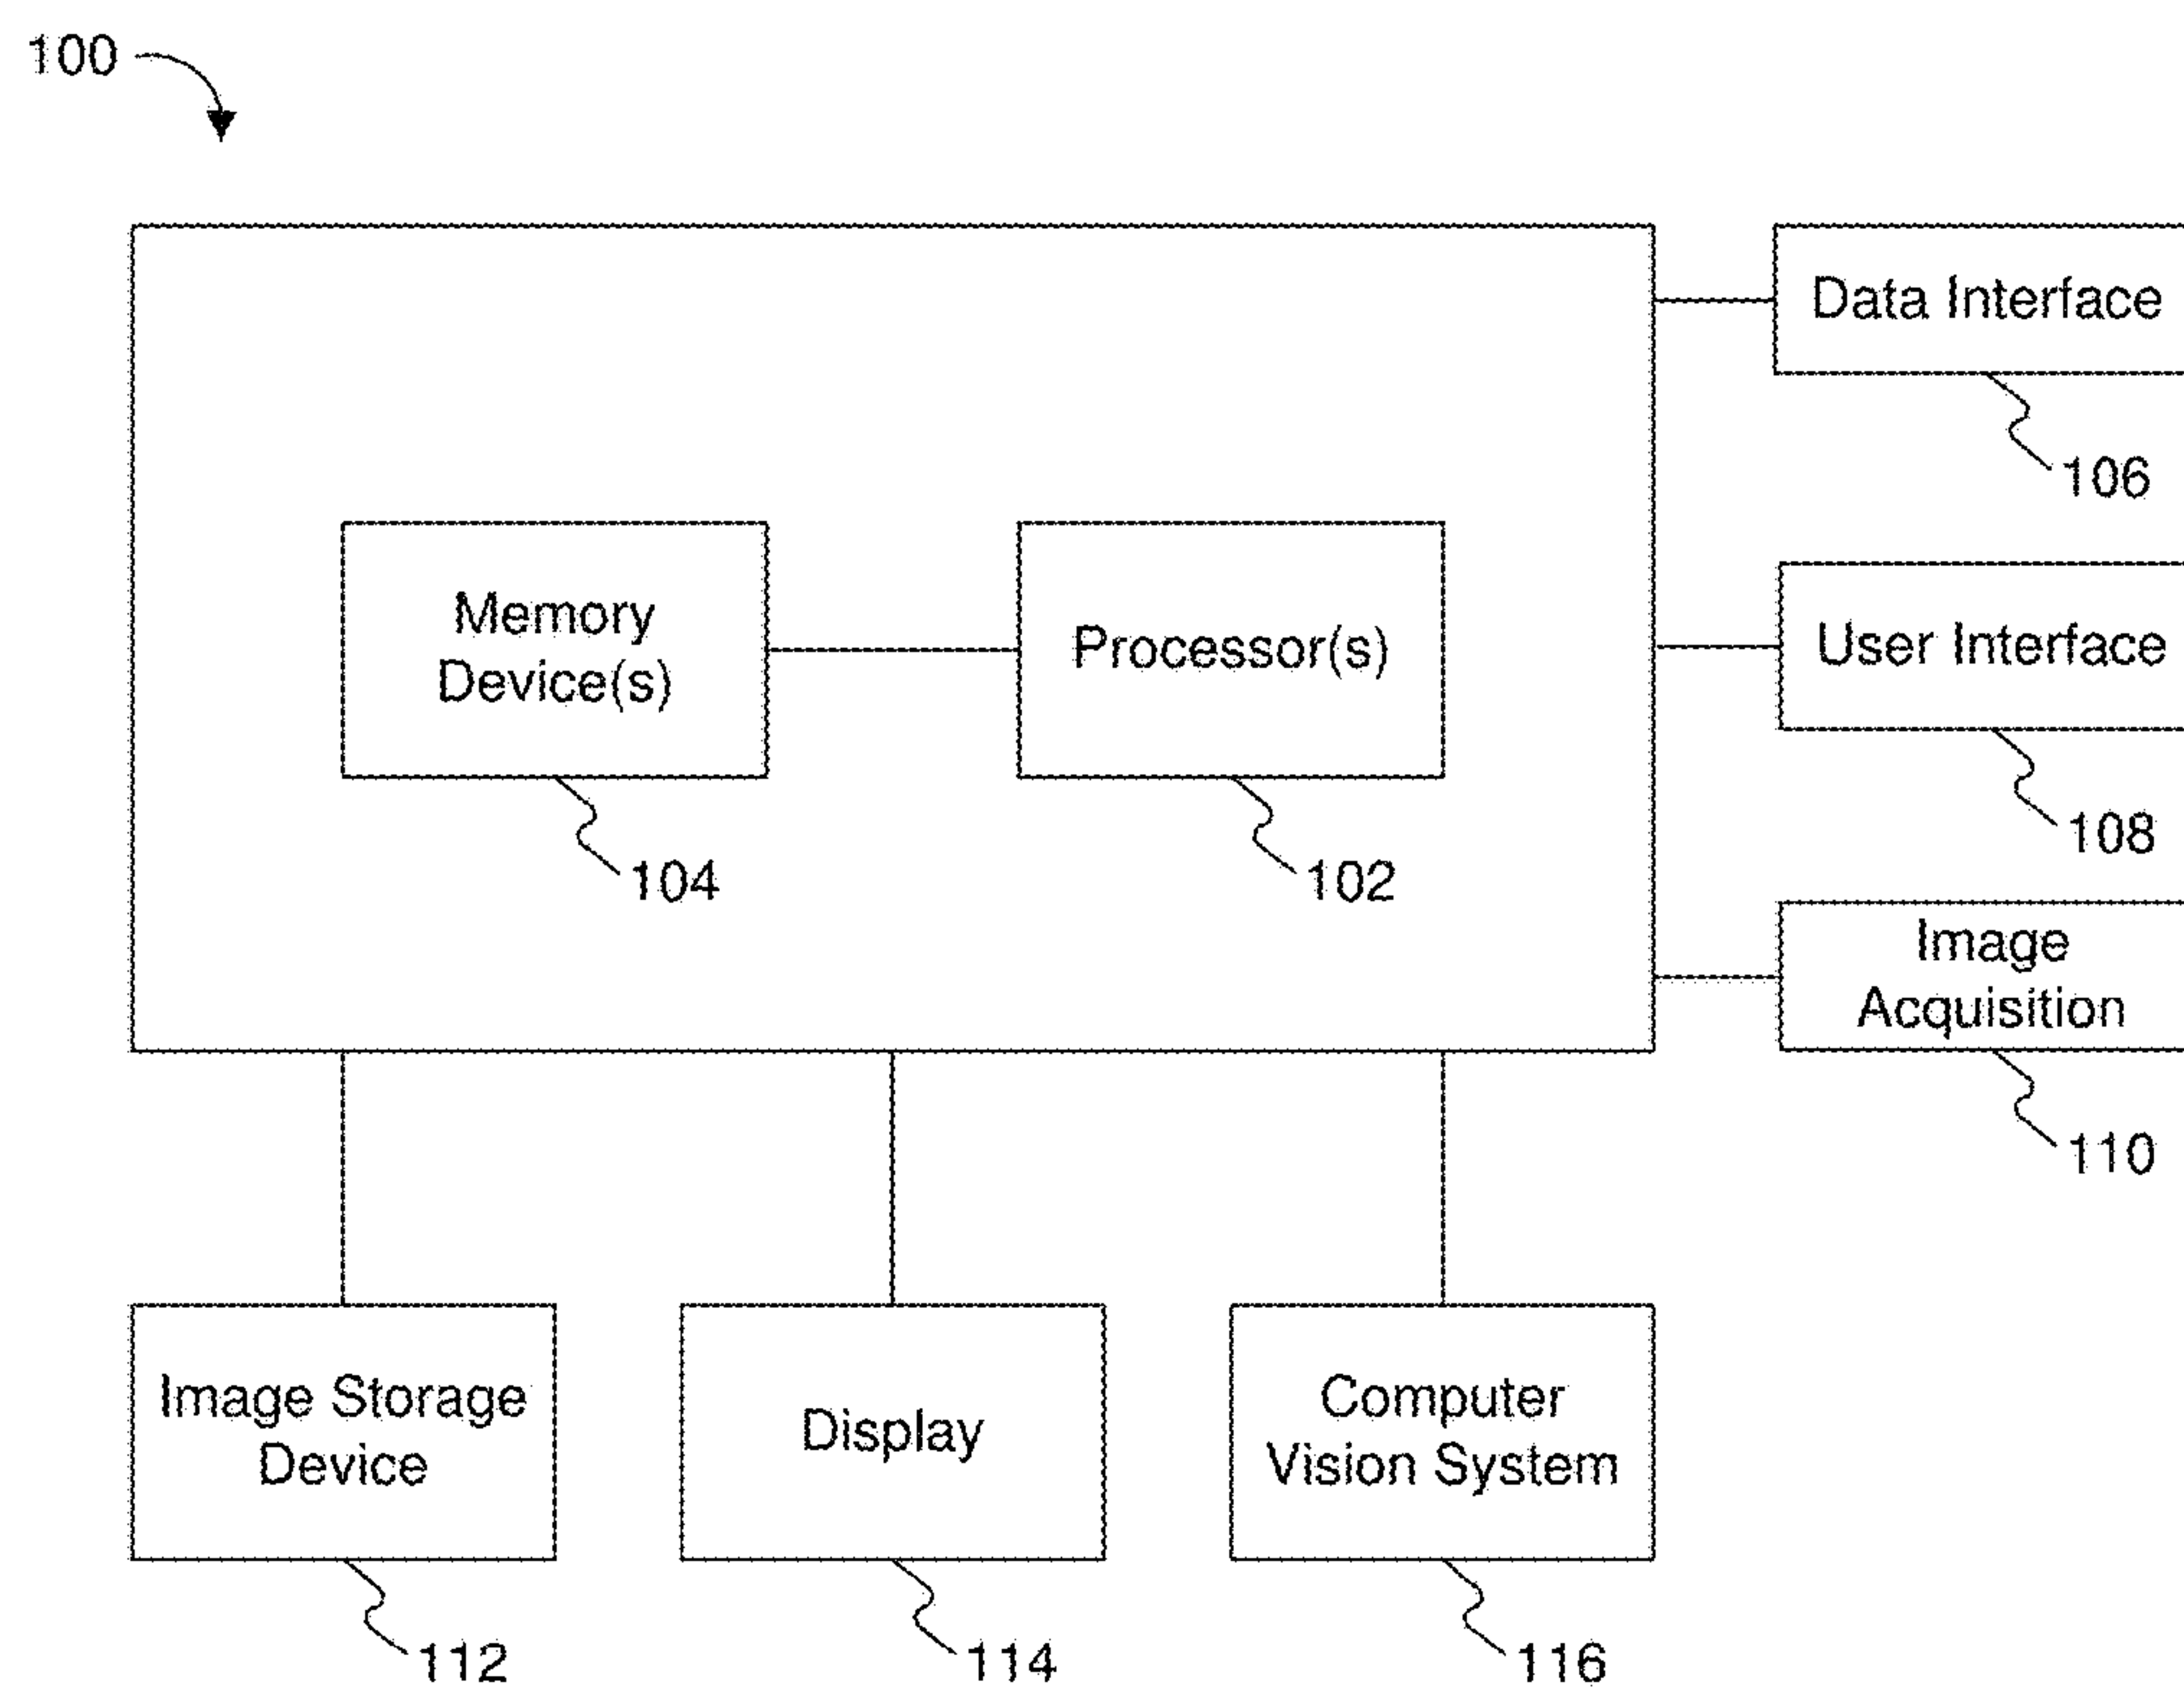 100
Data Interface
106
Memory
Device(s)
Processor(s)
User Interface
104
102
108
Image
Acquisition
110
Image Storage
Device
Display
Computer
Vision System
112
114
116